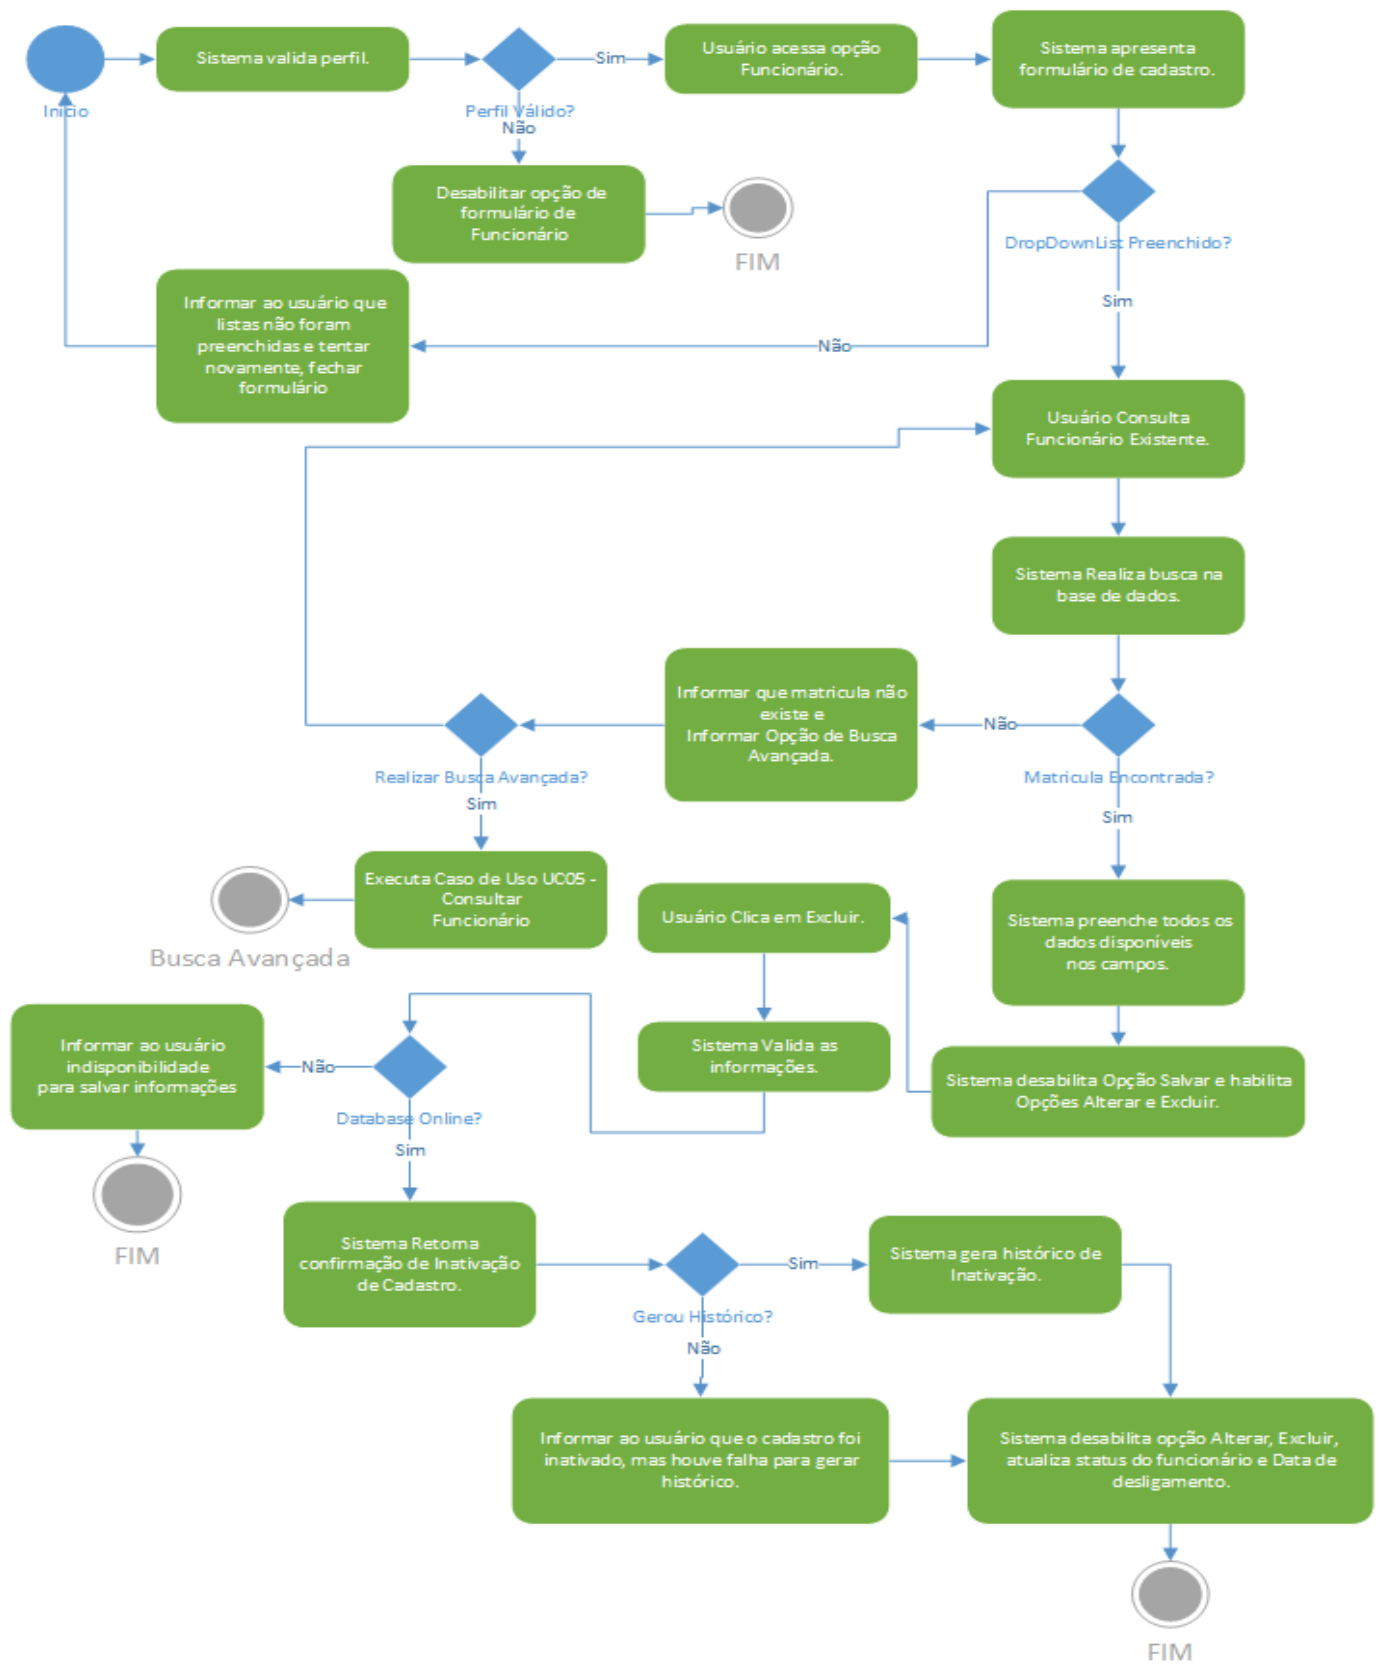 Início
Sistema valida perfil.
Perfil Válido?
Sim
Não
Usuário acessa opção
Funcionário.
Sistema apresenta
formulário de cadastro.
Desabilitar opção de
formulário de
Funcionário
FIM
DropDownList Preenchido?
Sim
Não
Informar ao usuário que
listas não foram
preenchidas e tentar
novamente, fechar
formulário
Usuário Consulta
Funcionário Existente.
Sistema Realiza busca na
base de dados.
Matricula Encontrada?
Não
Sim
Informar que matricula não
existe e
Informar Opção de Busca
Avançada.
Realizar Busca Avançada?
Sim
Executa Caso de Uso UC05 -
Consultar
Funcionário
Busca Avançada
Sistema preenche todos os
dados disponíveis
nos campos.
Sistema desabilita Opção Salvar e habilita
Opções Alterar e Excluir.
Usuário Clica em Excluir.
Sistema Valida as
informações.
Database Online?
Não
Sim
Informar ao usuário
indisponibilidade
para salvar informações
FIM
Sistema Retorna
confirmação de Inativação
de Cadastro.
Gerou Histórico?
Sim
Não
Sistema gera histórico de
Inativação.
Informar ao usuário que o cadastro foi
inativado, mas houve falha para gerar
histórico.
Sistema desabilita opção Alterar, Excluir,
atualiza status do funcionário e Data de
desligamento.
FIM